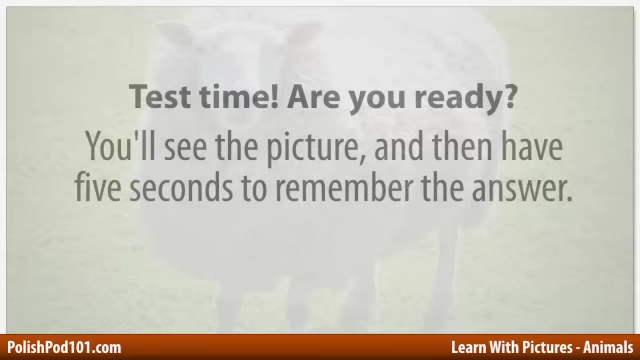 Test time! Are you ready?
You'll see the picture, and then have
five seconds to remember the answer.
PolishPod101.com
Learn With Pictures - Animals